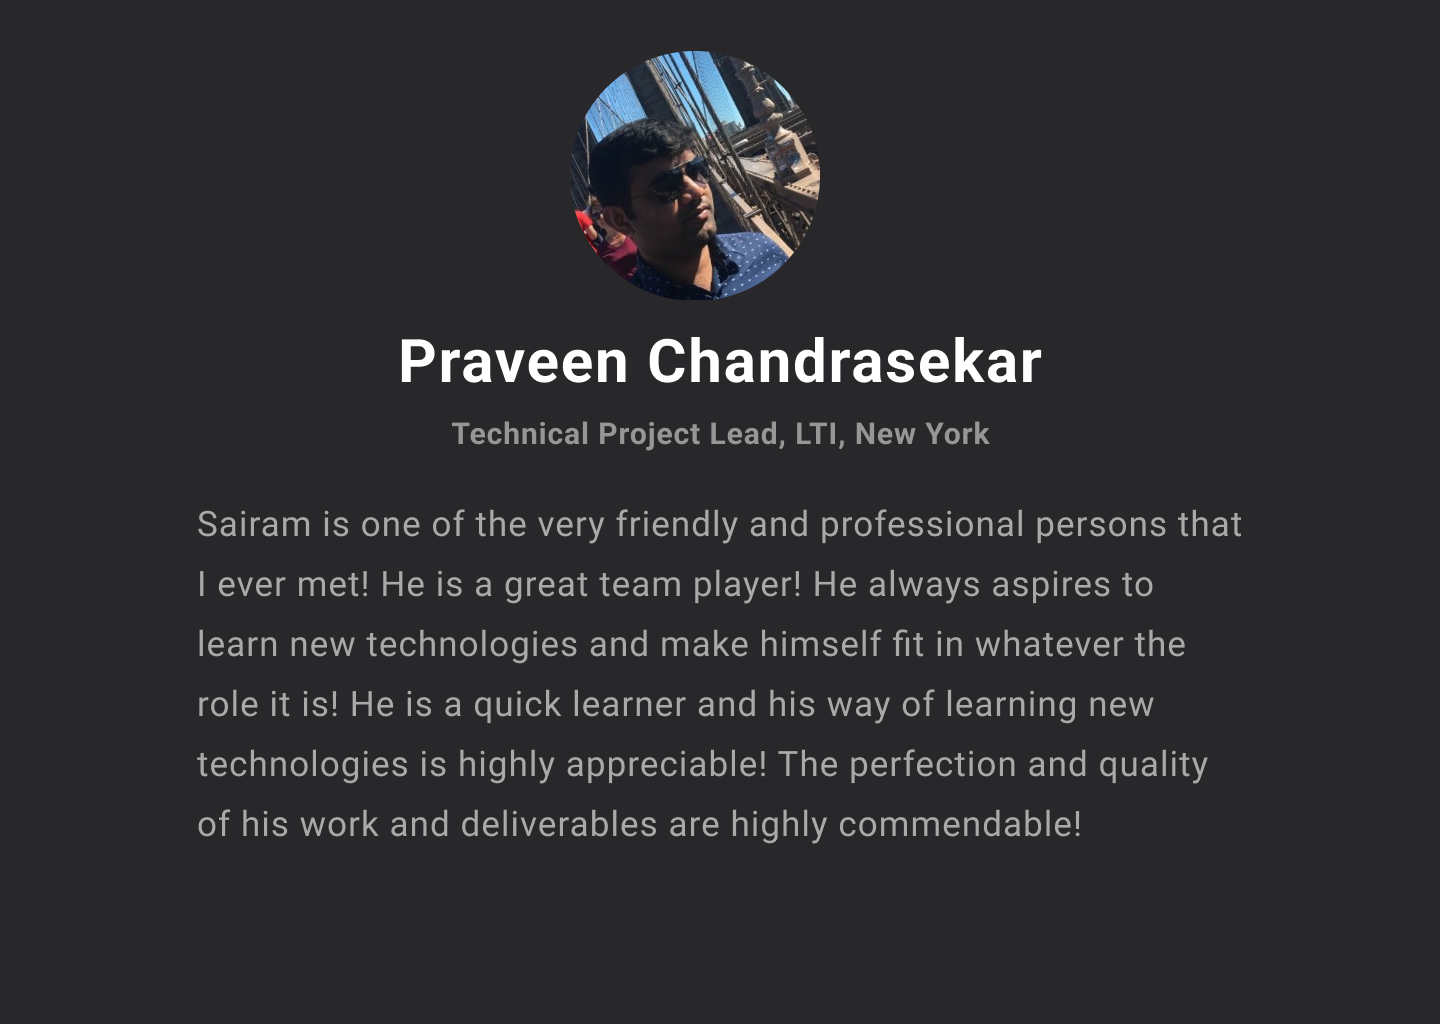 Praveen Chandrasekar
Technical Project Lead, LTI, New York
Sairam is one of the very friendly and professional persons that
I ever met! He is a great team player! He always aspires to
learn new technologies and make himself fit in whatever the
role it is! He is a quick learner and his way of learning new
technologies is highly appreciable! The perfection and quality
of his work and deliverables are highly commendable!